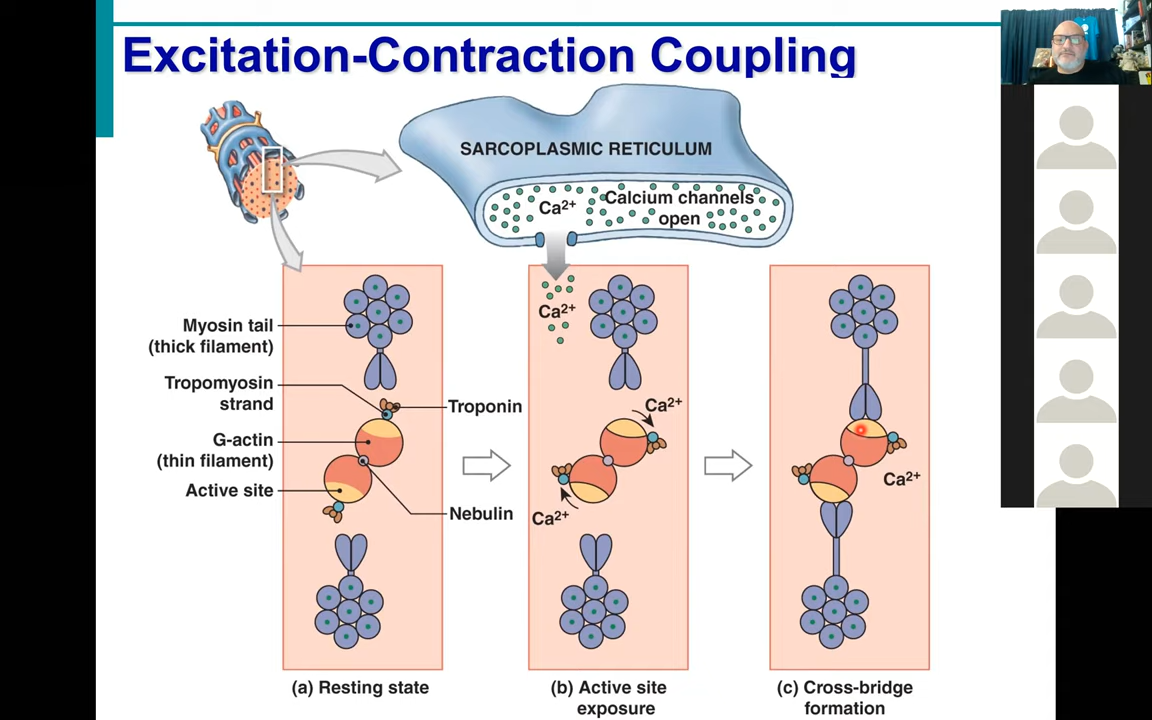 Excitation-Contraction Coupling
SARCOPLASMIC RETICULUM
Ca2+
Calcium channels
open
Myosin tail
(thick filament)
Tropomyosin
strand
G-actin
(thin filament)
Active site
Troponin
Nebulin
Ca2+
Ca2+
Ca2+
Ca2+
(a) Resting state
(b) Active site
exposure
(c) Cross-bridge
formation